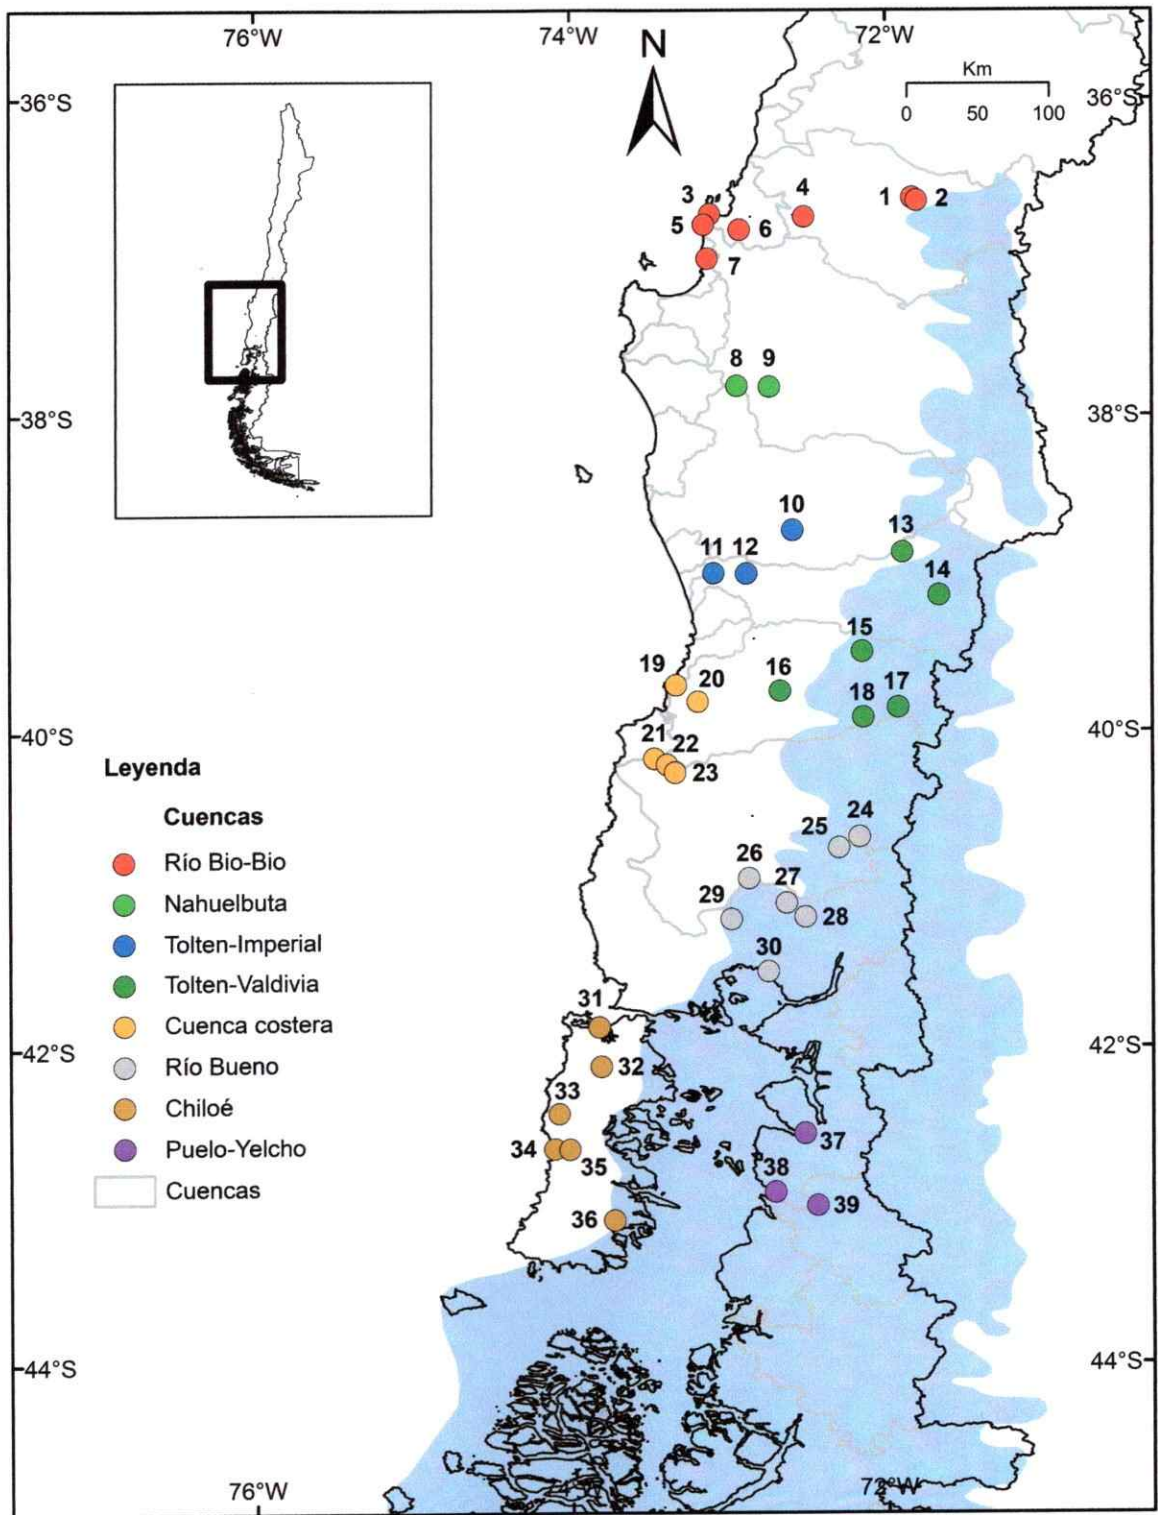 76°W
74°W
72°W
N
Km
0 50 100
36°S
36°S
3
4
1
2
5
6
7
8
9
38°S
38°S
10
13
11
12
14
15
19
20
16
18
17
40°S
40°S
21
22
23
Leyenda
Cuencas
Río Bio-Bio
Nahuelbuta
Tolten-Imperial
Tolten-Valdivia
Cuenca costera
Río Bueno
Chiloé
Puelo-Yelcho
Cuencas
24
25
26
27
29
28
30
31
42°S
42°S
32
33
34
35
37
38
36
39
44°S
44°S
76°W
72°W